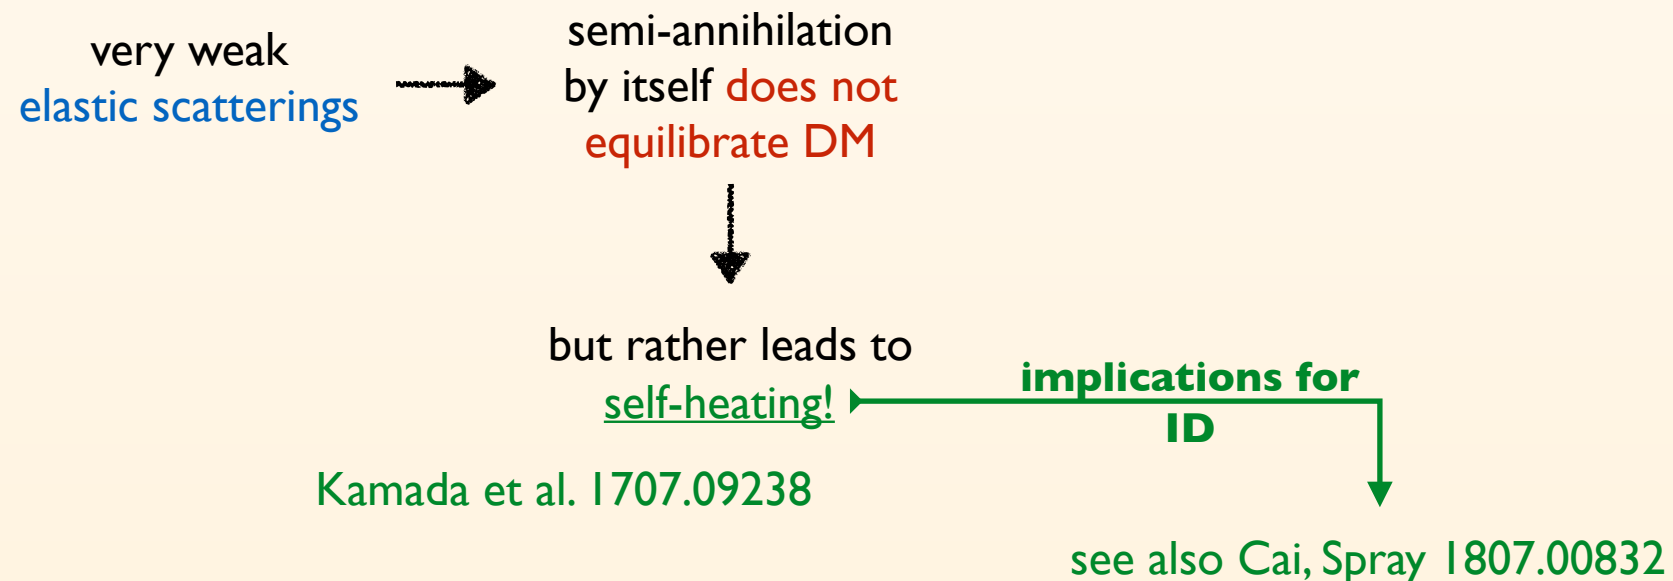 very weak
elastic scatterings
semi-annihilation
by itself does not
equilibrate DM
but rather leads to
self-heating!
implications for
ID
Kamada et al. 1707.09238
see also Cai, Spray 1807.00832